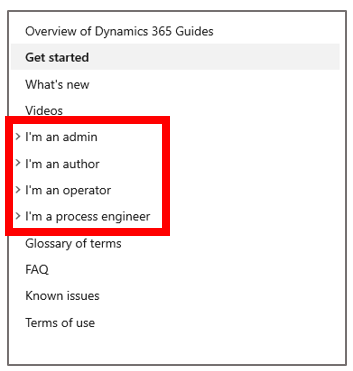 Overview of Dynamics 365 Guides
Get started
What's new
Videos
I'm an admin
I'm an author
I'm an operator
I'm a process engineer
Glossary of terms
FAQ
Known issues
Terms of use